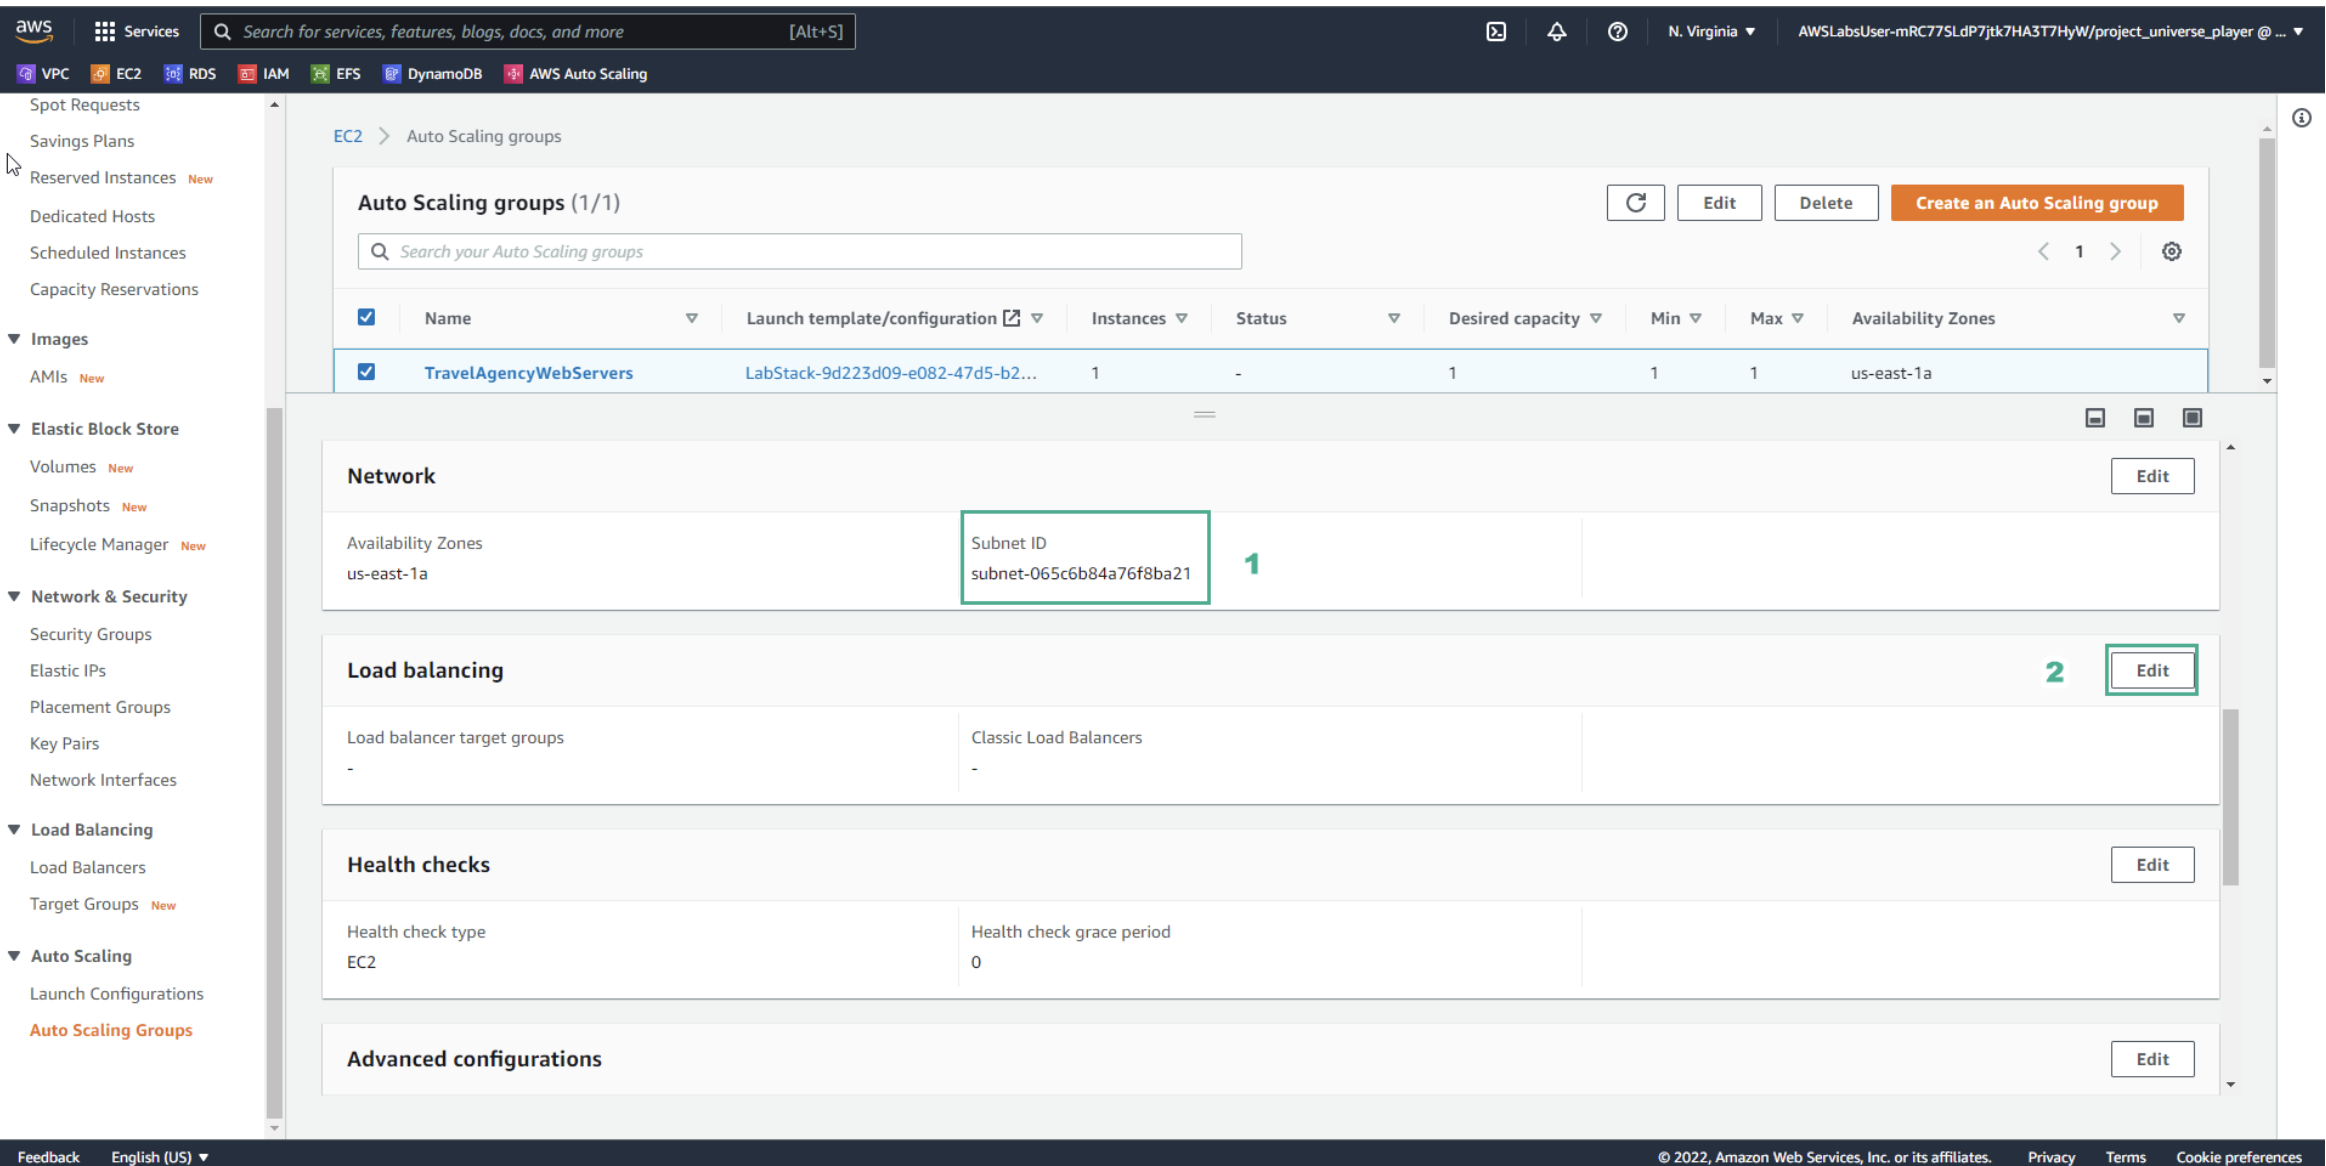 aws
Services
Search for services, features, blogs, docs, and more [Alt+S]
N. Virginia ▼
AWSLabsUser-mRC77SLdP7jtk7HA3T7HyW/project_universe_player @ ... ▼
VPC EC2 RDS IAM EFS DynamoDB AWS Auto Scaling
Spot Requests
Savings Plans
Reserved Instances New
Dedicated Hosts
Scheduled Instances
Capacity Reservations
Images
AMIs New
Elastic Block Store
Volumes New
Snapshots New
Lifecycle Manager New
Network & Security
Security Groups
Elastic IPs
Placement Groups
Key Pairs
Network Interfaces
Load Balancing
Load Balancers
Target Groups New
Auto Scaling
Launch Configurations
Auto Scaling Groups
EC2 > Auto Scaling groups
Auto Scaling groups (1/1)
Edit
Delete
Create an Auto Scaling group
Search your Auto Scaling groups
< 1 >
Name Launch template/configuration Instances Status Desired capacity Min Max Availability Zones
TravelAgencyWebServers LabStack-9d223d09-e082-47d5-b2... 1 - 1 1 1 us-east-1a
Network
Edit
Availability Zones
us-east-1a
Subnet ID
subnet-065c6b84a76f8ba21
1
Load balancing
2
Edit
Load balancer target groups
-
Classic Load Balancers
-
Health checks
Edit
Health check type
EC2
Health check grace period
0
Advanced configurations
Edit
Feedback English (US) ▼
© 2022, Amazon Web Services, Inc. or its affiliates. Privacy Terms Cookie preferences